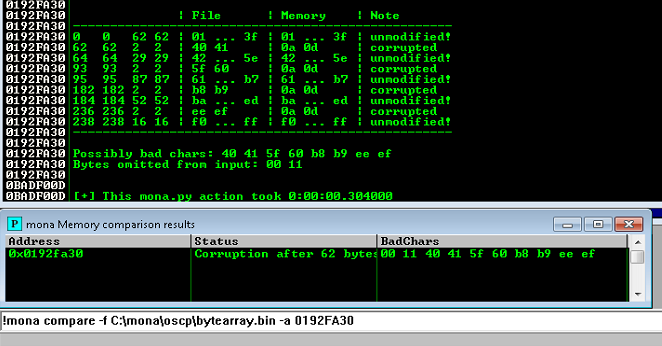 0192FA30
0192FA30 | File | Memory | Note
0192FA30 ----------------------------------------------------
0192FA30 0 0 62 62 | 01 ... 3f | 01 ... 3f | unmodified!
0192FA30 62 62 2 2 | 40 41 | 0a 0d | corrupted
0192FA30 64 64 29 29 | 42 ... 5e | 42 ... 5e | unmodified!
0192FA30 93 93 2 2 | 5f 60 | 0a 0d | corrupted
0192FA30 95 95 87 87 | 61 ... b7 | 61 ... b7 | unmodified!
0192FA30 182 182 2 2 | b8 b9 | 0a 0d | corrupted
0192FA30 184 184 52 52 | ba ... ed | ba ... ed | unmodified!
0192FA30 236 236 2 2 | ee ef | 0a 0d | corrupted
0192FA30 238 238 16 16 | f0 ... ff | f0 ... ff | unmodified!
0192FA30 ----------------------------------------------------
0192FA30
0192FA30 Possibly bad chars: 40 41 5f 60 b8 b9 ee ef
0192FA30 Bytes omitted from input: 00 11
0192FA30
0BADF00D
0BADF00D [+] This mona.py action took 0:00:00.304000
P mona Memory comparison results
Address Status BadChars
0x0192fa30 Corruption after 62 bytes 00 11 40 41 5f 60 b8 b9 ee ef
!mona compare -f C:\mona\oscp\bytearray.bin -a 0192FA30